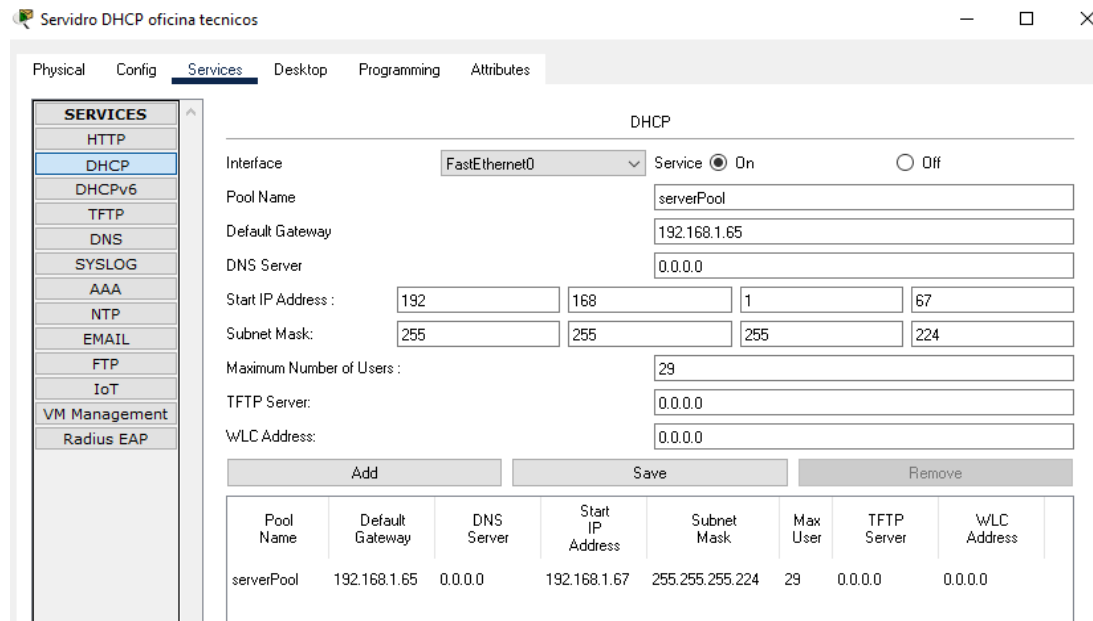 Servidro DHCP oficina tecnicos
Physical Config Services Desktop Programming Attributes
SERVICES
HTTP
DHCP
DHCPv6
TFTP
DNS
SYSLOG
AAA
NTP
EMAIL
FTP
IoT
VM Management
Radius EAP
DHCP
Interface FastEthernet0 Service On Off
Pool Name serverPool
Default Gateway 192.168.1.65
DNS Server 0.0.0.0
Start IP Address : 192 168 1 67
Subnet Mask: 255 255 255 224
Maximum Number of Users : 29
TFTP Server: 0.0.0.0
WLC Address: 0.0.0.0
Add Save Remove
Pool Name Default Gateway DNS Server Start IP Address Subnet Mask Max User TFTP Server WLC Address
serverPool 192.168.1.65 0.0.0.0 192.168.1.67 255.255.255.224 29 0.0.0.0 0.0.0.0